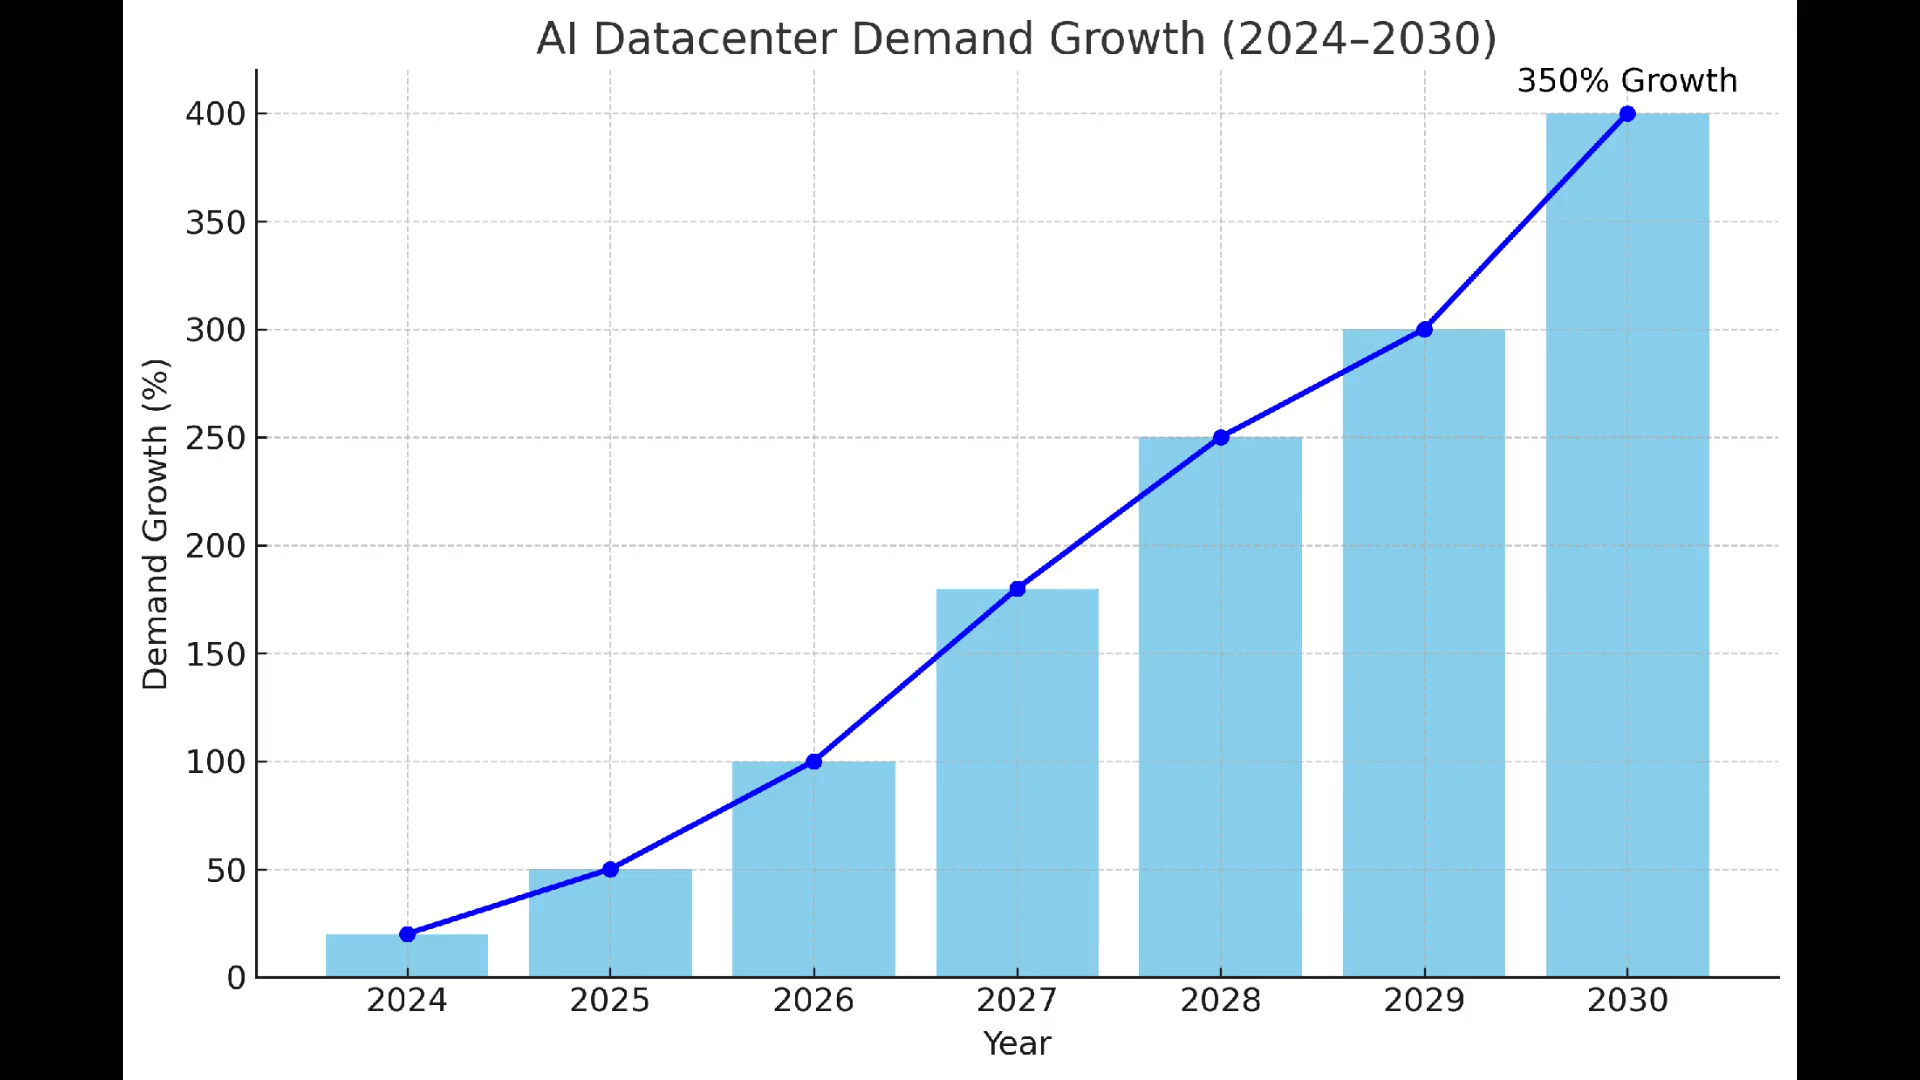 AI Datacenter Demand Growth (2024–2030)
350% Growth
400
350
300
250
200
150
100
50
0
Demand Growth (%)
2024 2025 2026 2027 2028 2029 2030
Year